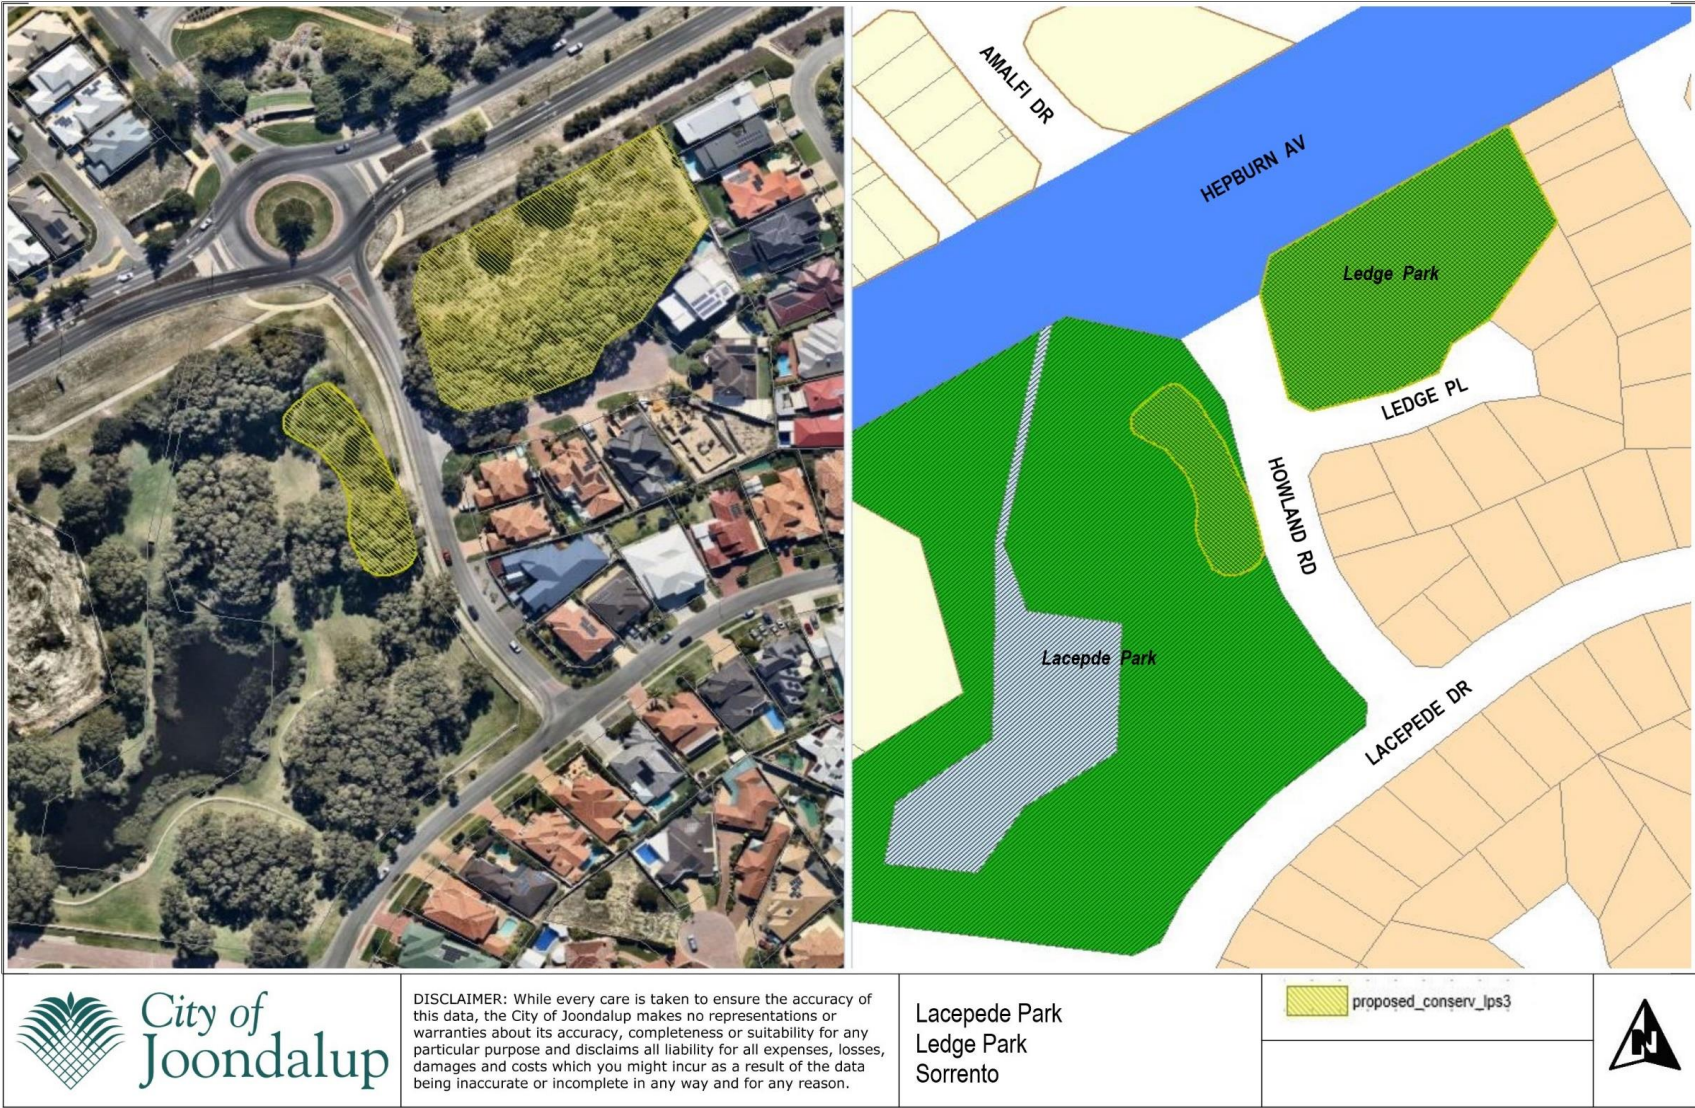 AMALFI DR
HEPBURN AV
Ledge Park
LEDGE PL
HOWLAND RD
Lacepde Park
LACEPEDE DR
City of
Joondalup
DISCLAIMER: While every care is taken to ensure the accuracy of
this data, the City of Joondalup makes no representations or
warranties about its accuracy, completeness or suitability for any
particular purpose and disclaims all liability for all expenses, losses,
damages and costs which you might incur as a result of the data
being inaccurate or incomplete in any way and for any reason.
Lacepede Park
Ledge Park
Sorrento
proposed_conserv_lps3
N